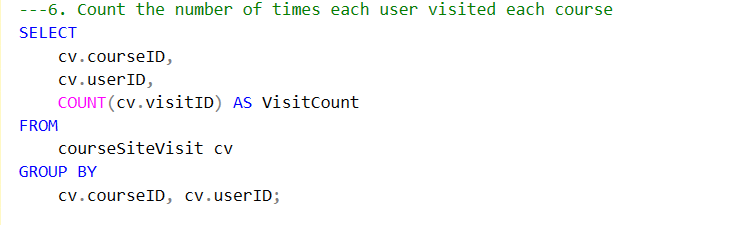 ---6. Count the number of times each user visited each course
SELECT
    cv.courseID,
    cv.userID,
    COUNT(cv.visitID) AS VisitCount
FROM
    courseSiteVisit cv
GROUP BY
    cv.courseID, cv.userID;